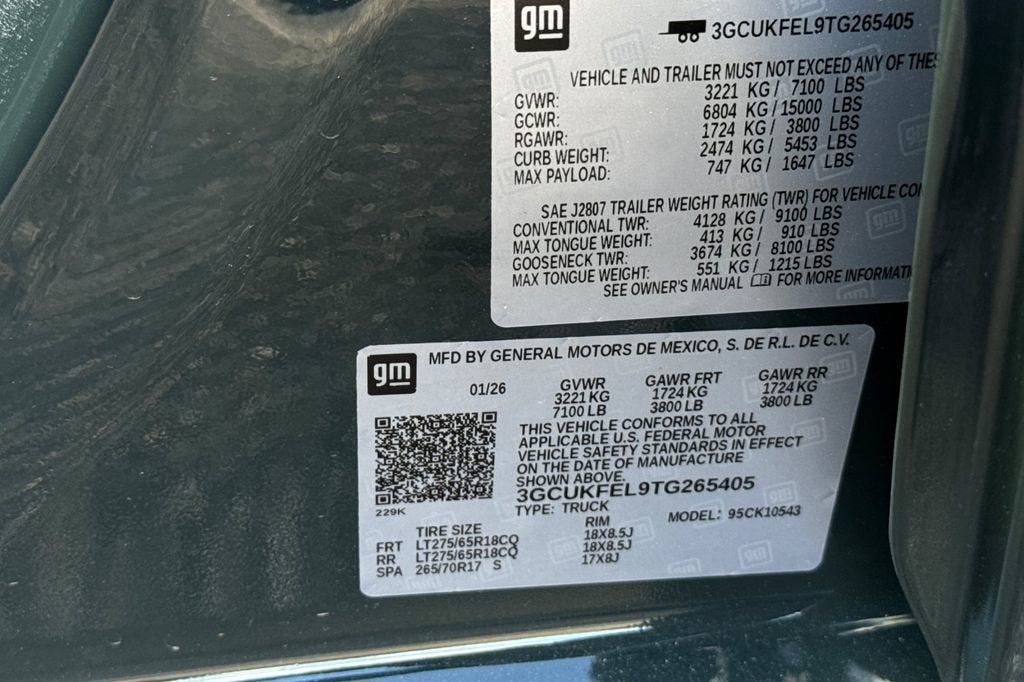 gm
3GCUKFEL9TG265405
VEHICLE AND TRAILER MUST NOT EXCEED ANY OF THES
GVWR: 3221 KG/ 7100 LBS
GCWR: 6804 KG/15000 LBS
RGAWR: 1724 KG/ 3800 LBS
CURB WEIGHT: 2474 KG/ 5453 LBS
MAX PAYLOAD: 747 KG/ 1647 LBS
SAE J2807 TRAILER WEIGHT RATING (TWR) FOR VEHICLE CO
CONVENTIONAL TWR: 4128 KG/ 9100 LBS
MAX TONGUE WEIGHT: 413 KG/ 910 LBS
GOOSENECK TWR: 3674 KG/ 8100 LBS
MAX TONGUE WEIGHT: 551 KG/ 1215 LBS
SEE OWNER'S MANUAL FOR MORE INFORMATI
gm
MFD BY GENERAL MOTORS DE MEXICO, S. DE R.L. DE C.V.
01/26 GVWR GAWR FRT GAWR RR
3221 KG 1724 KG 1724 KG
7100 LB 3800 LB 3800 LB
THIS VEHICLE CONFORMS TO ALL
APPLICABLE U.S. FEDERAL MOTOR
VEHICLE SAFETY STANDARDS IN EFFECT
ON THE DATE OF MANUFACTURE
SHOWN ABOVE.
3GCUKFEL9TG265405
229K
TYPE: TRUCK MODEL: 95CK10543
TIRE SIZE RIM
FRT LT275/65R18CQ 18X8.5J
RR LT275/65R18CQ 18X8.5J
SPA 265/70R17 S 17X8J